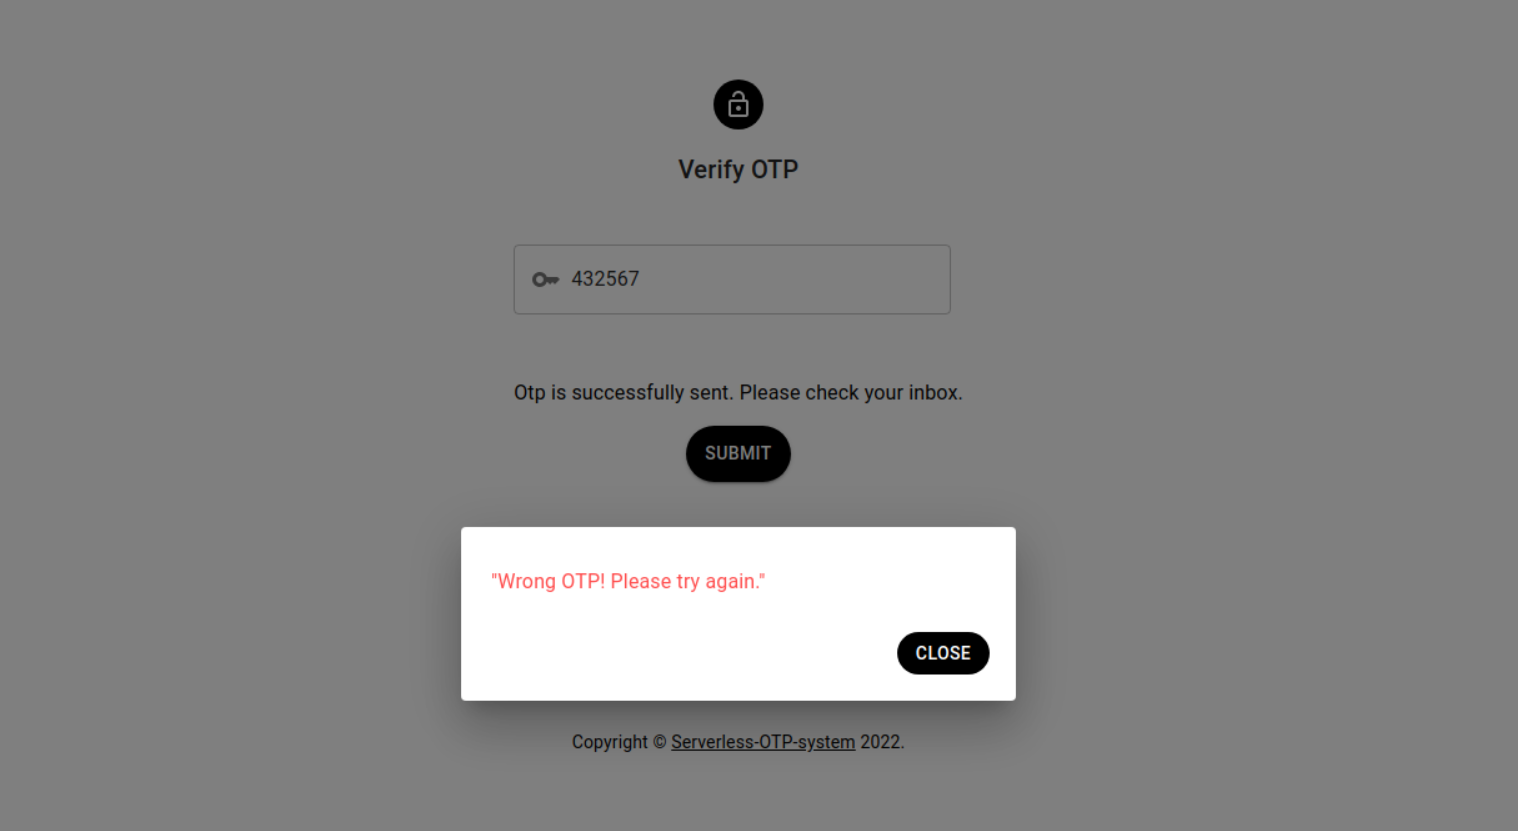 Verify OTP
432567
Otp is successfully sent. Please check your inbox.
SUBMIT
"Wrong OTP! Please try again."
CLOSE
Copyright © Serverless-OTP-system 2022.